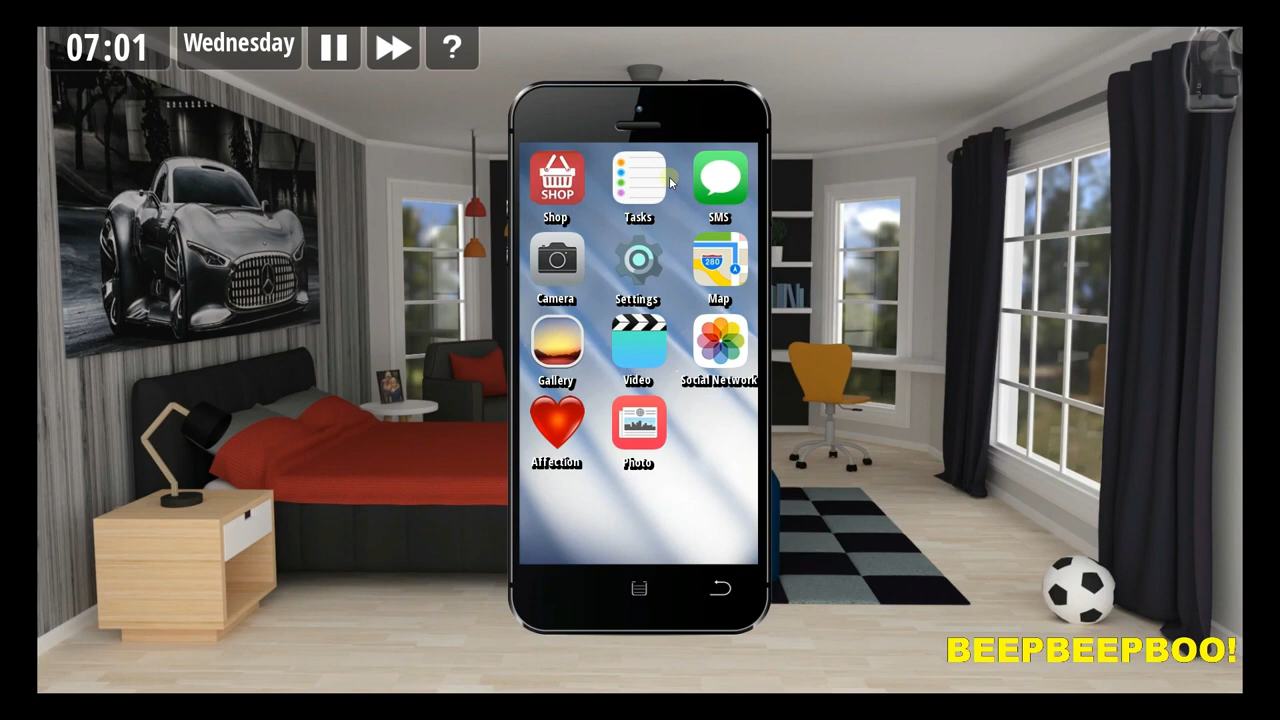 07:01 Wednesday ?
SHOP
Shop Tasks SMS
280
Camera Settings Map
Gallery Video Social Network
Affection Photo
BEEPBEEPBOO!